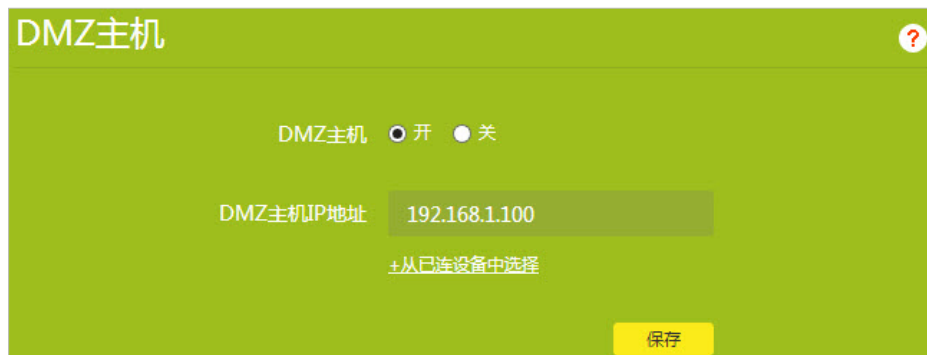 DMZ主机
?
DMZ主机 开 关
DMZ主机IP地址 192.168.1.100
+从已连设备中选择
保存